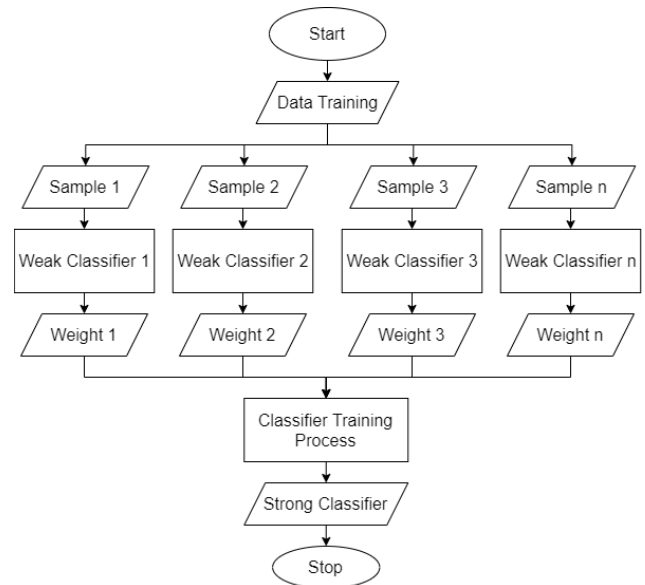 Start
Data Training
Sample 1
Sample 2
Sample 3
Sample n
Weak Classifier 1
Weak Classifier 2
Weak Classifier 3
Weak Classifier n
Weight 1
Weight 2
Weight 3
Weight n
Classifier Training
Process
Strong Classifier
Stop